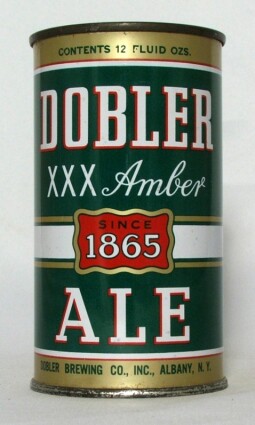 CONTENTS 12 FLUID OZS.
DOBLER
XXX Amber
SINCE
1865
ALE
DOBLER BREWING CO., INC., ALBANY, N. Y.